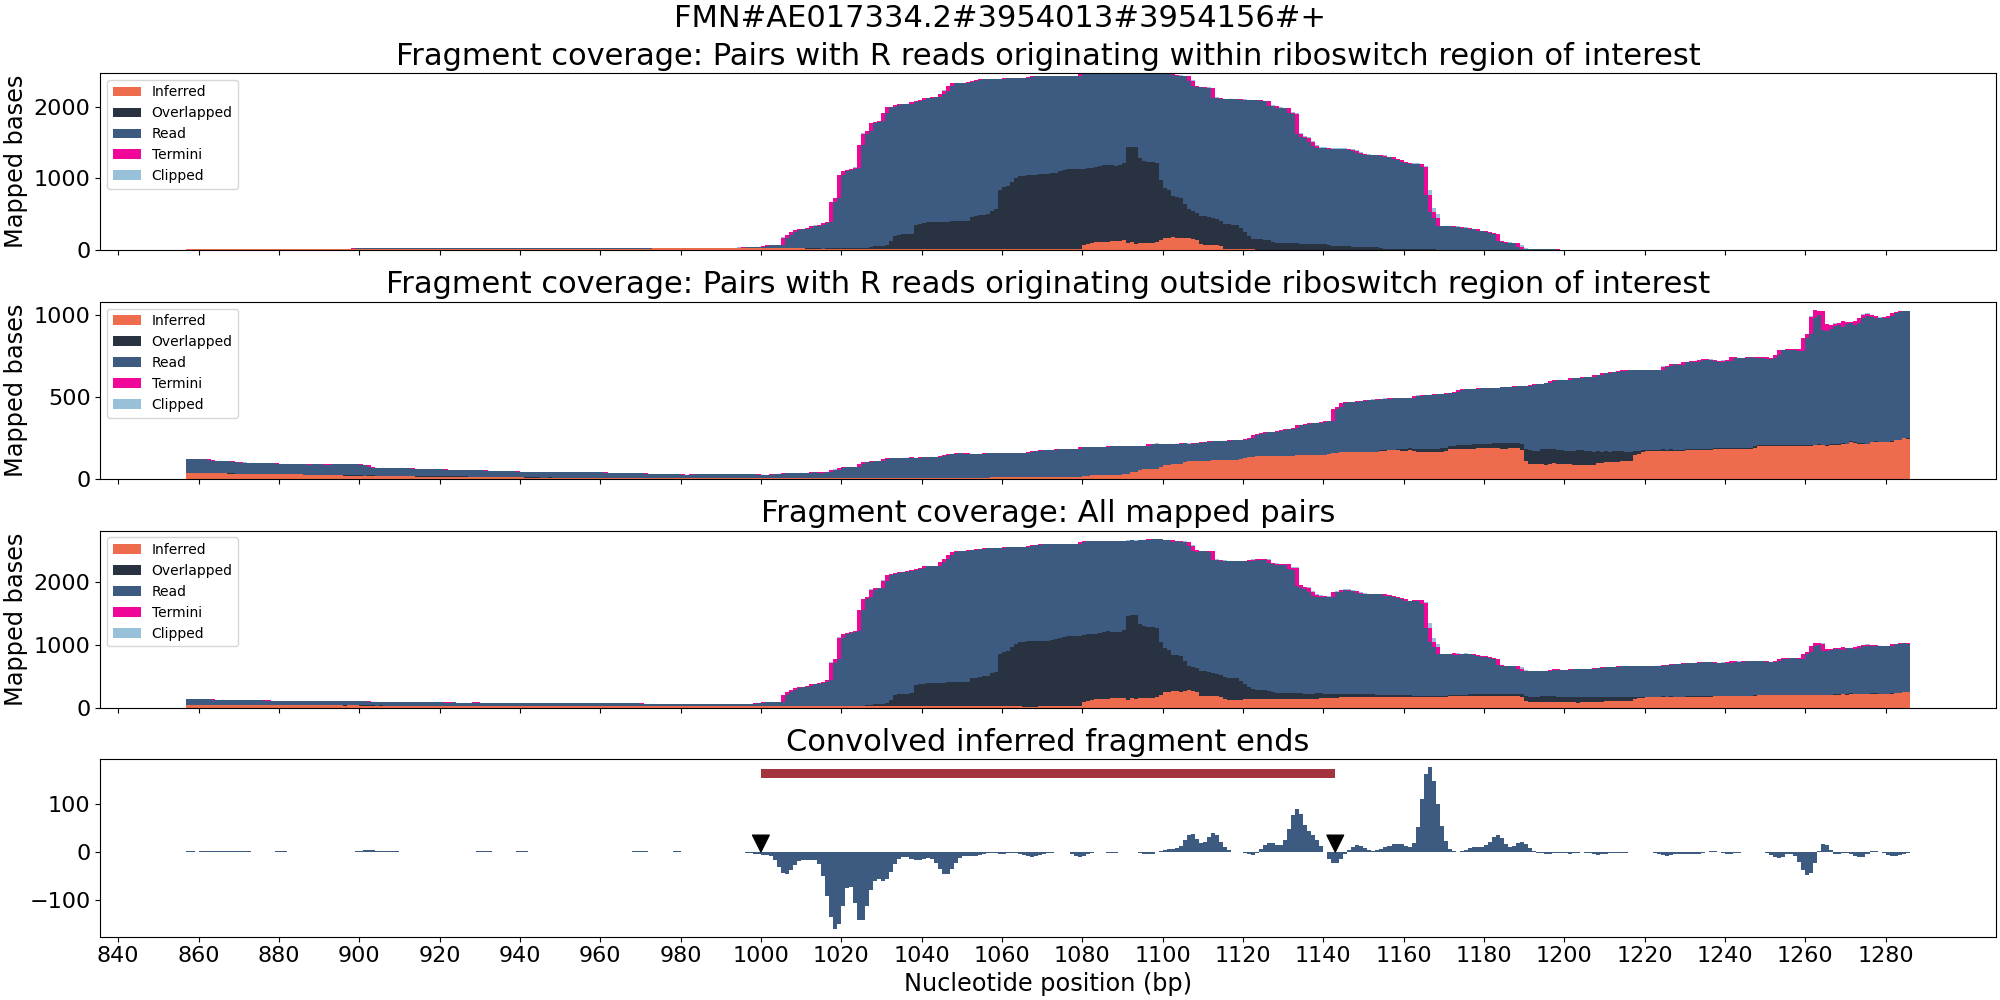 FMN#AE017334.2#3954013#3954156#+
Fragment coverage: Pairs with R reads originating within riboswitch region of interest
Mapped bases
2000
1000
0
Inferred
Overlapped
Read
Termini
Clipped
Fragment coverage: Pairs with R reads originating outside riboswitch region of interest
Mapped bases
1000
500
0
Inferred
Overlapped
Read
Termini
Clipped
Fragment coverage: All mapped pairs
Mapped bases
2000
1000
0
Inferred
Overlapped
Read
Termini
Clipped
Convolved inferred fragment ends
100
0
−100
840 860 880 900 920 940 960 980 1000 1020 1040 1060 1080 1100 1120 1140 1160 1180 1200 1220 1240 1260 1280
Nucleotide position (bp)